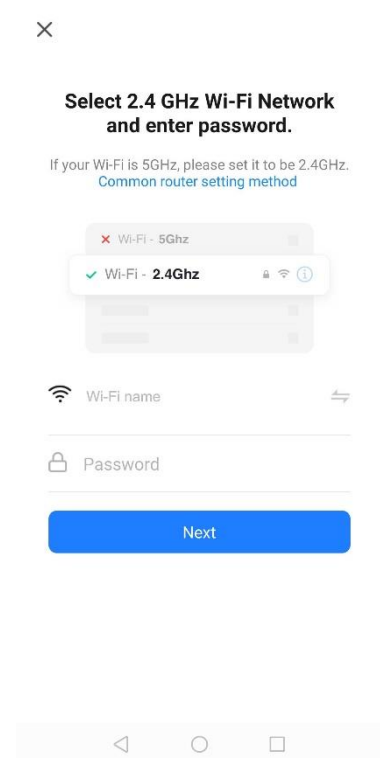 Select 2.4 GHz Wi-Fi Network
and enter password.
If your Wi-Fi is 5GHz, please set it to be 2.4GHz.
Common router setting method
Wi-Fi - 5Ghz
Wi-Fi - 2.4Ghz
Wi-Fi name
Password
Next